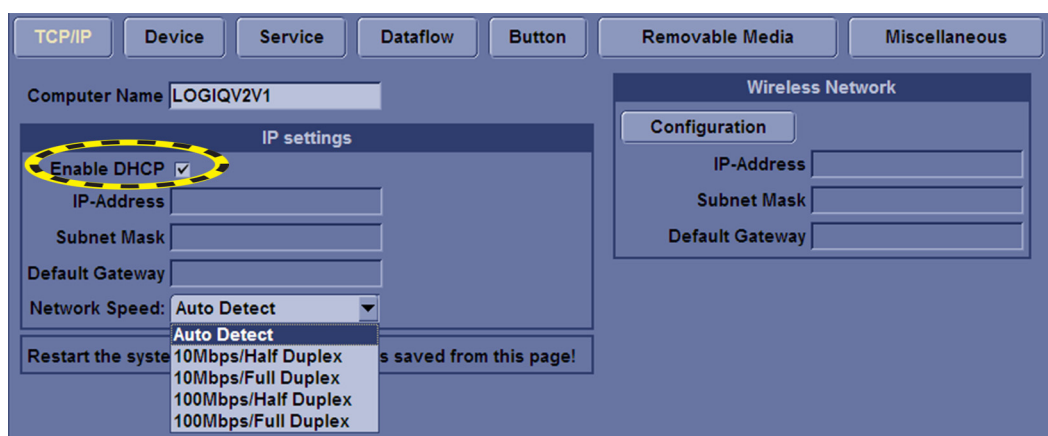 TCP/IP Device Service Dataflow Button Removable Media Miscellaneous
Computer Name LOGIQV2V1
IP settings
Enable DHCP
IP-Address
Subnet Mask
Default Gateway
Network Speed: Auto Detect
Auto Detect
10Mbps/Half Duplex
10Mbps/Full Duplex
100Mbps/Half Duplex
100Mbps/Full Duplex
Restart the syste s saved from this page!
Wireless Network
Configuration
IP-Address
Subnet Mask
Default Gateway